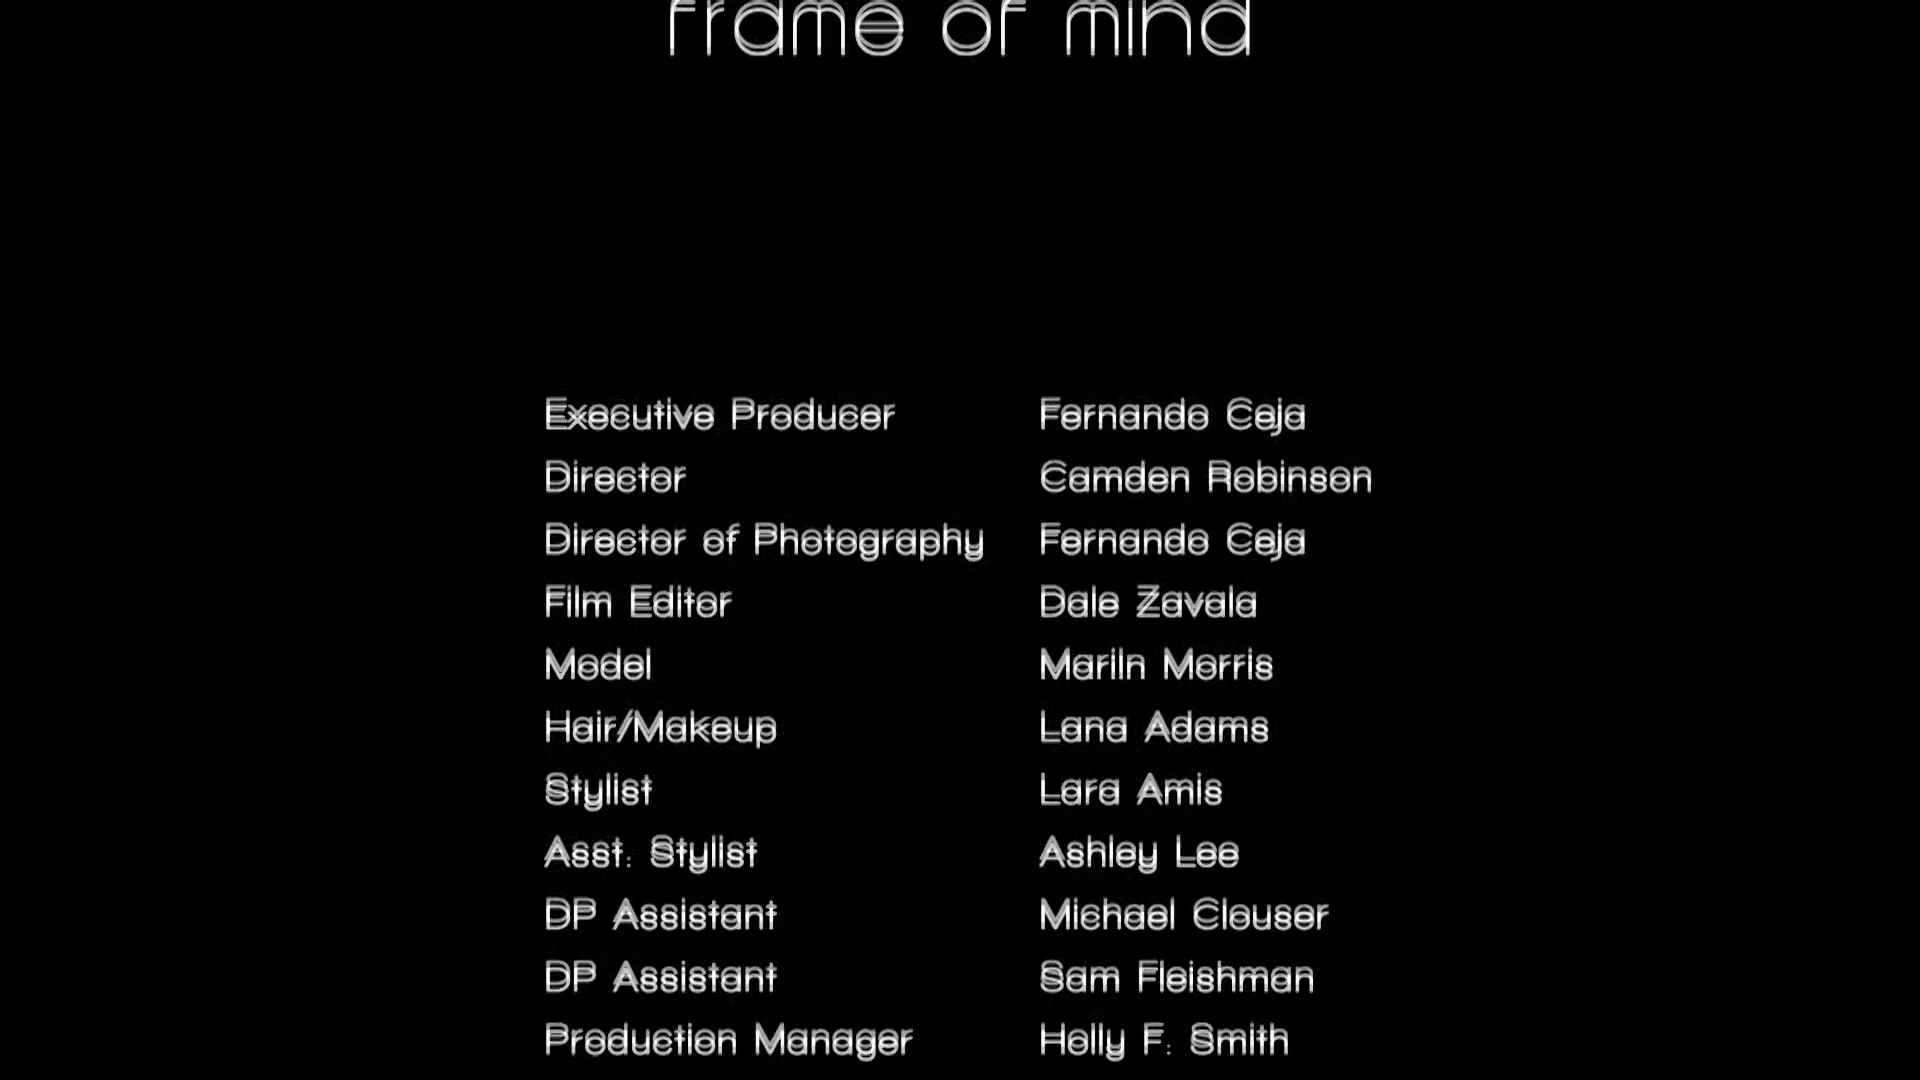 frame of mind
Executive Producer Fernando Ceja
Director Camden Robinson
Director of Photography Fernando Ceja
Film Editor Dale Zavala
Model Mariln Morris
Hair/Makeup Lana Adams
Stylist Lara Amis
Asst. Stylist Ashley Lee
DP Assistant Michael Clouser
DP Assistant Sam Fleishman
Production Manager Holly F. Smith